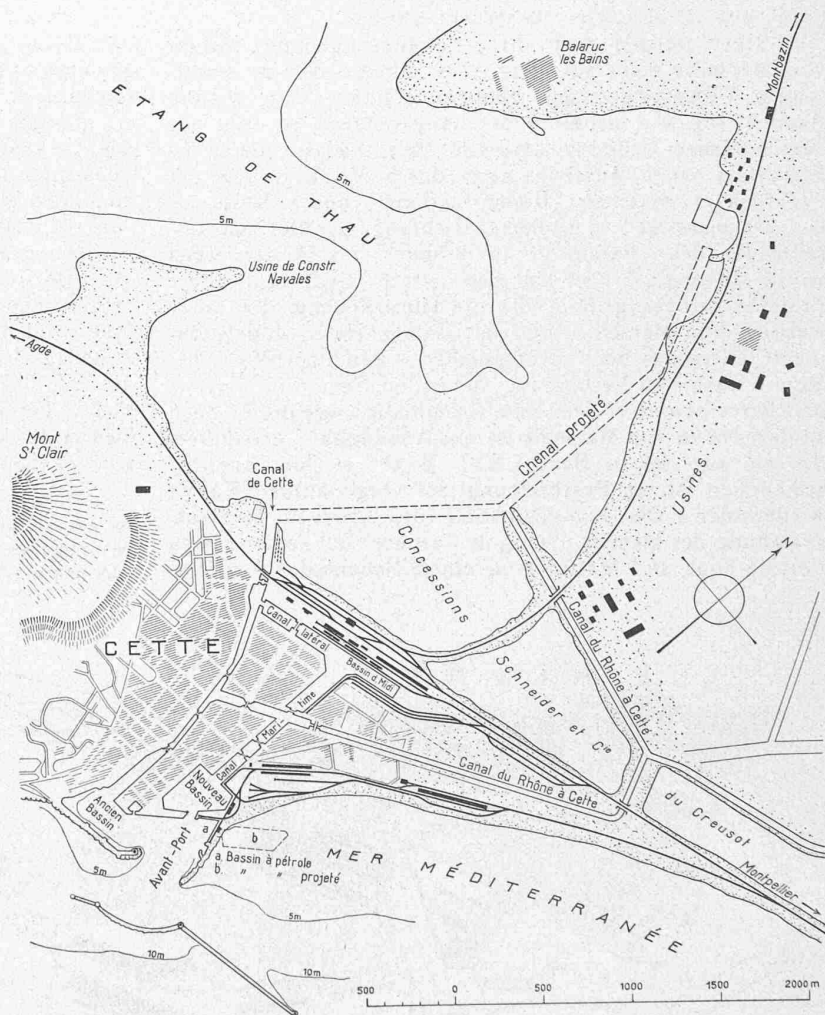 Balaruc
les Bains
Montbazin
ETANG DE THAU
5m
5m
Usine de Constr.
Navales
Agde
Mont
St Clair
Canal
de Cette
Chenal projeté
Usines
Concessions
N
CETTE
Canal latéral
Bassin d. Midi
Canal du Rhône à Cette
Schneider et Cie
Canal Maritime
Nouveau
Bassin
Canal du Rhône à Cette
du Creusot
Ancien
Bassin
Avant-Port
a
b
a. Bassin à pétrole
b. " " projeté
MER MÉDITERRANÉE
Montpellier
5m
5m
10m
10m
500 0 500 1000 1500 2000 m